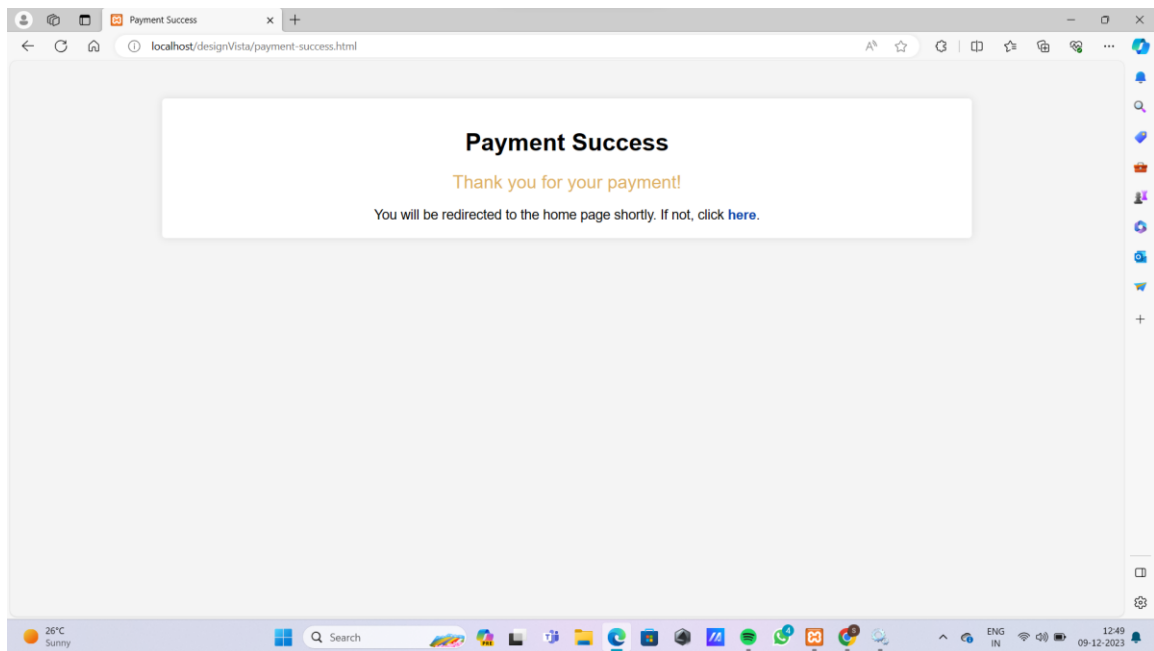 Payment Success
localhost/designVista/payment-success.html
Payment Success
Thank you for your payment!
You will be redirected to the home page shortly. If not, click here.
26°C
Sunny
Search
ENG
IN
12:49
09-12-2023